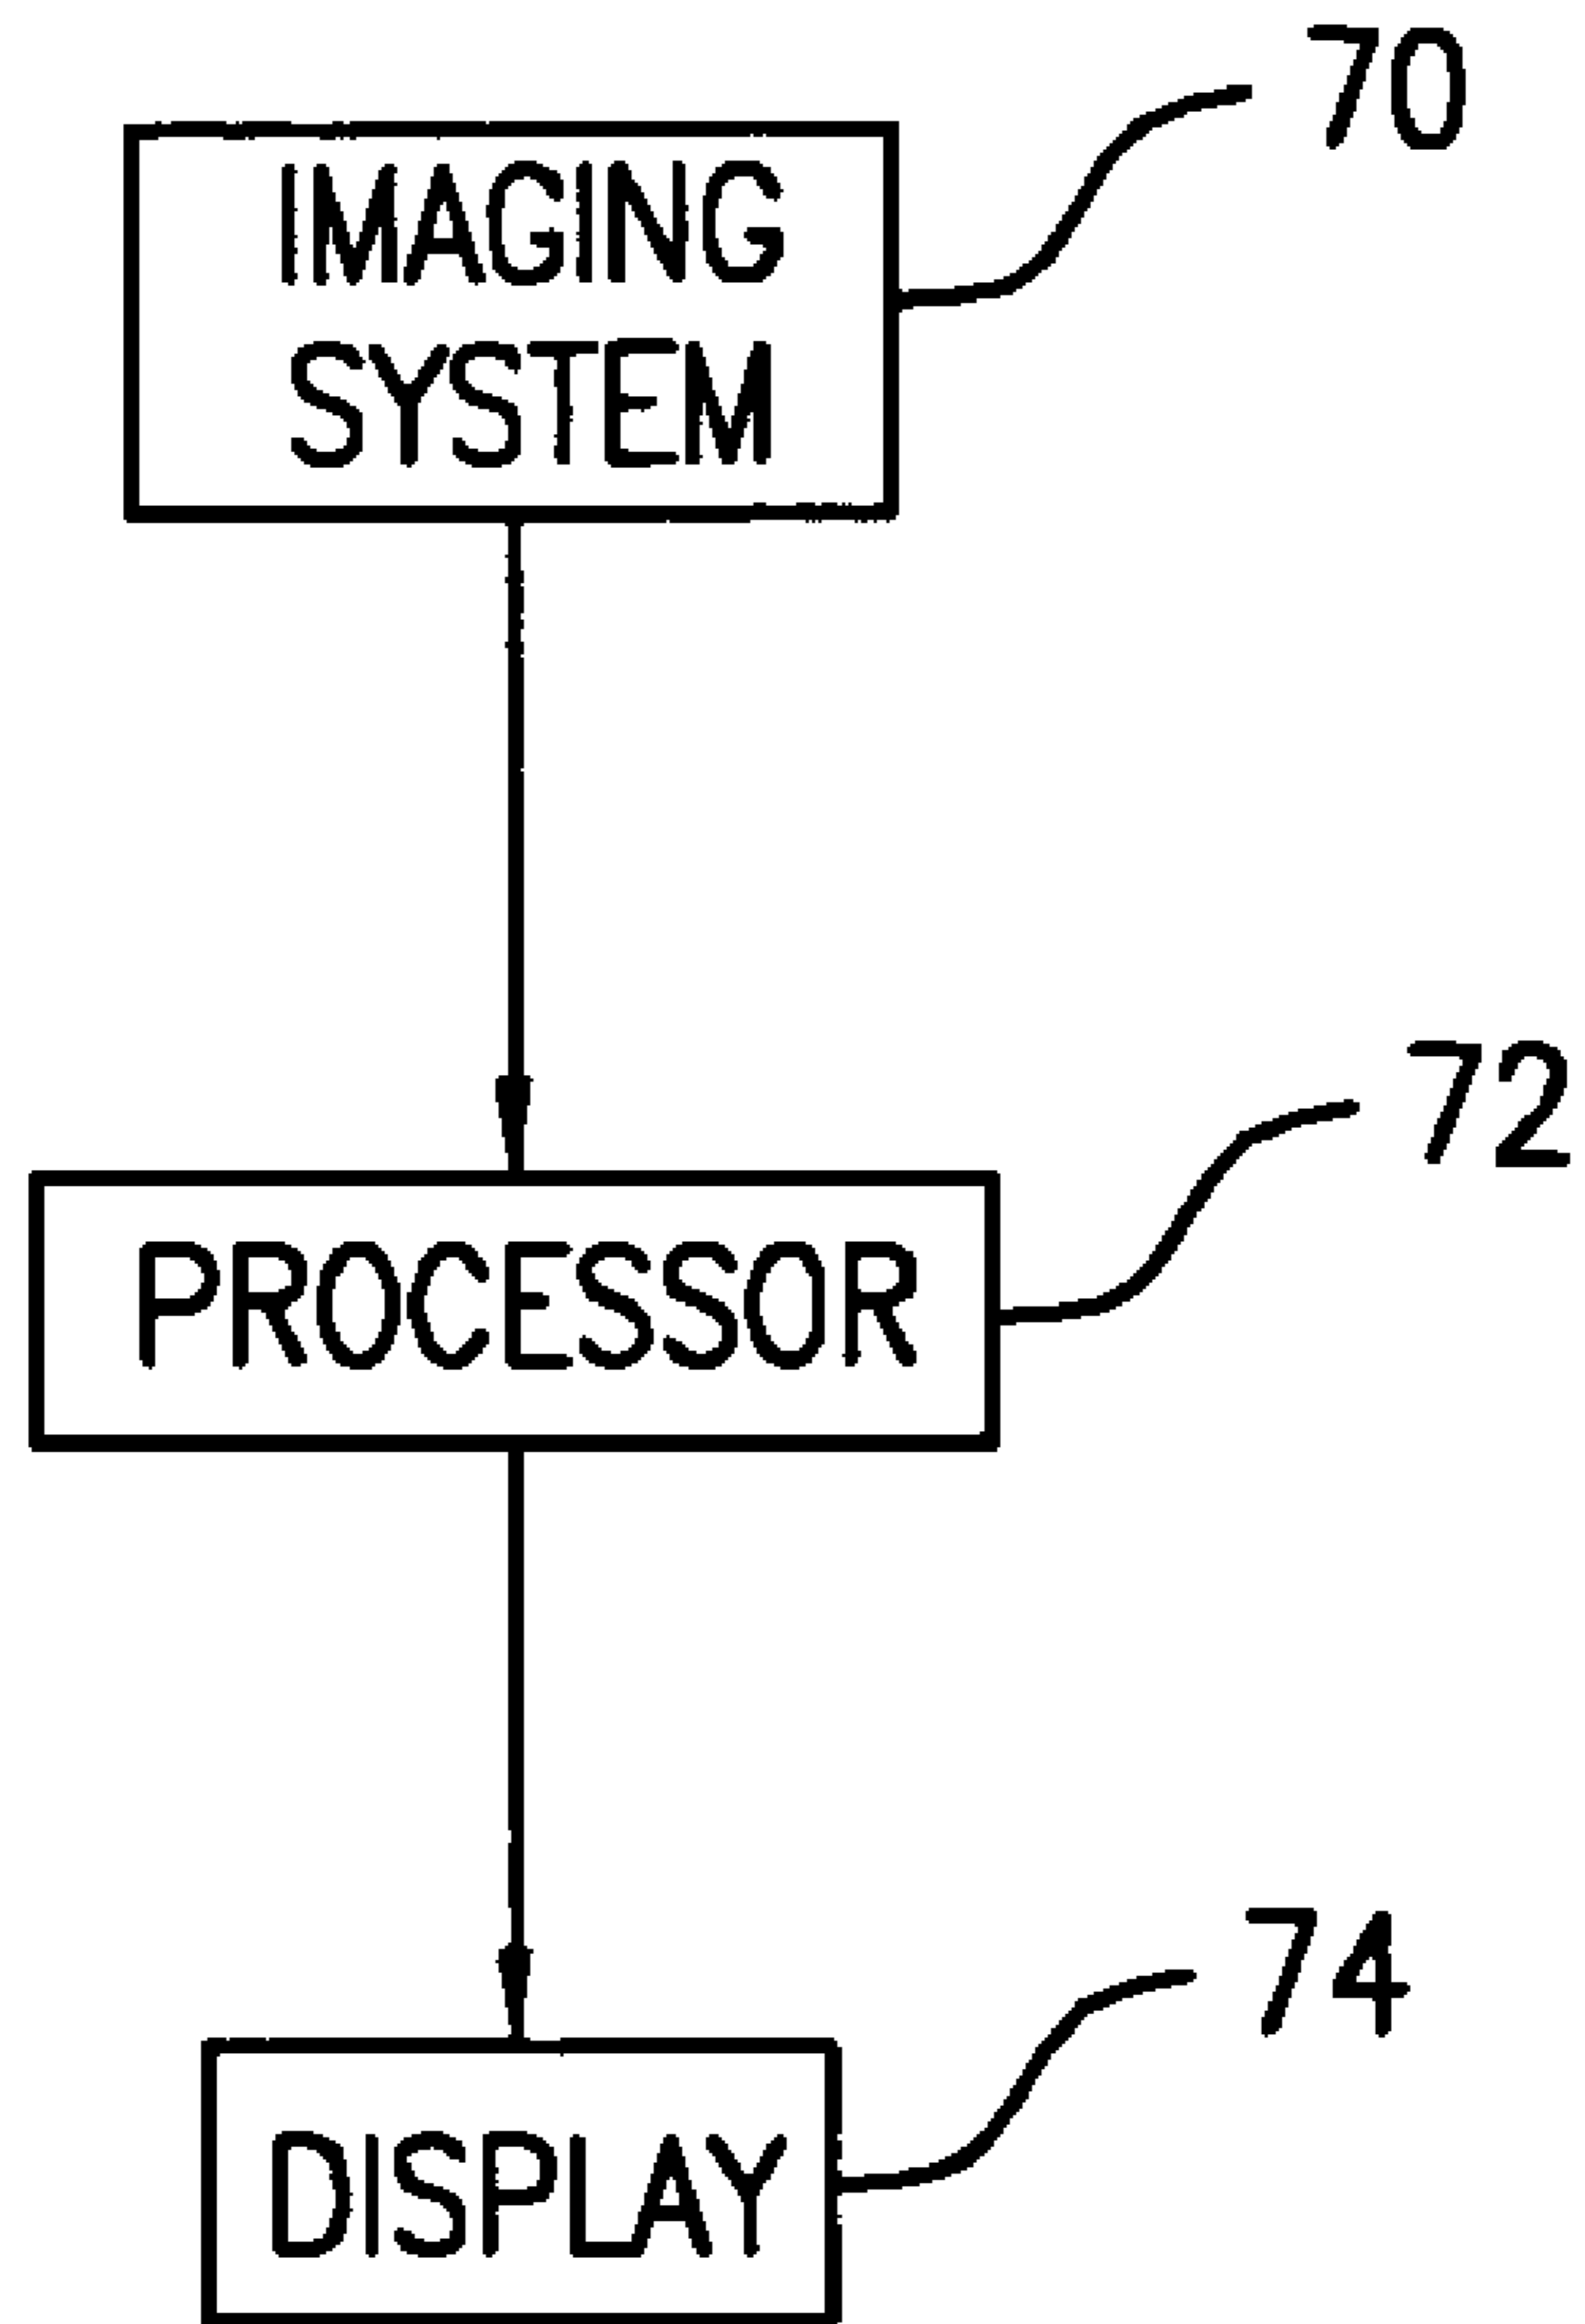 70
IMAGING
SYSTEM
72
PROCESSOR
74
DISPLAY